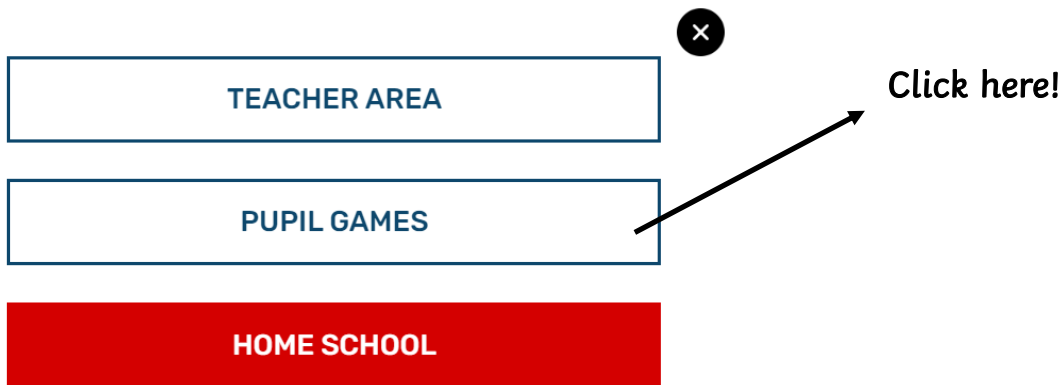 Click here!
TEACHER AREA
PUPIL GAMES
HOME SCHOOL